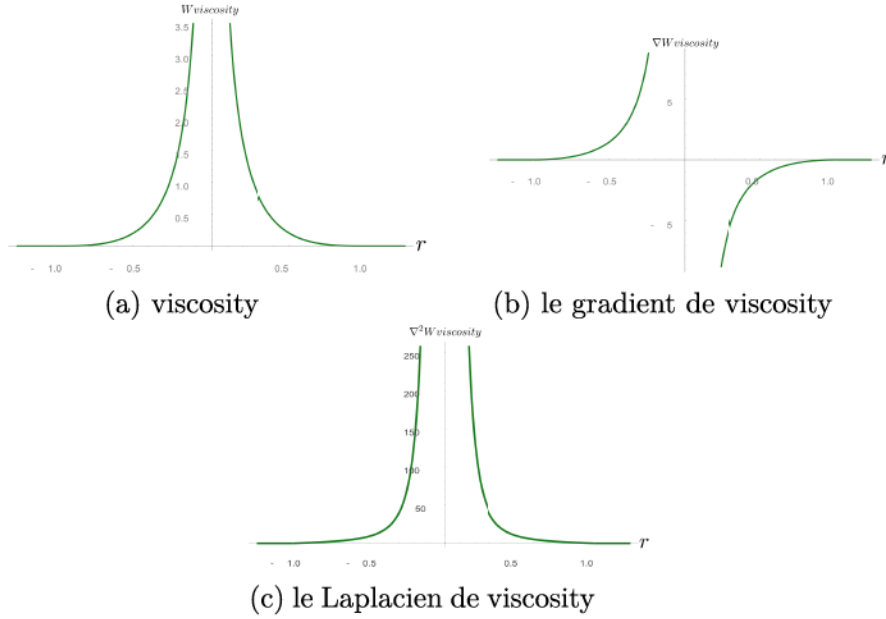 Wviscosity
3.5
3.0
2.5
2.0
1.5
1.0
0.5
- 1.0 - 0.5 0.5 1.0
r
(a) viscosity
∇Wviscosity
5
- 1.0 - 0.5 0.5 1.0
r
- 5
(b) le gradient de viscosity
∇²Wviscosity
250
200
150
100
50
- 1.0 - 0.5 0.5 1.0
r
(c) le Laplacien de viscosity